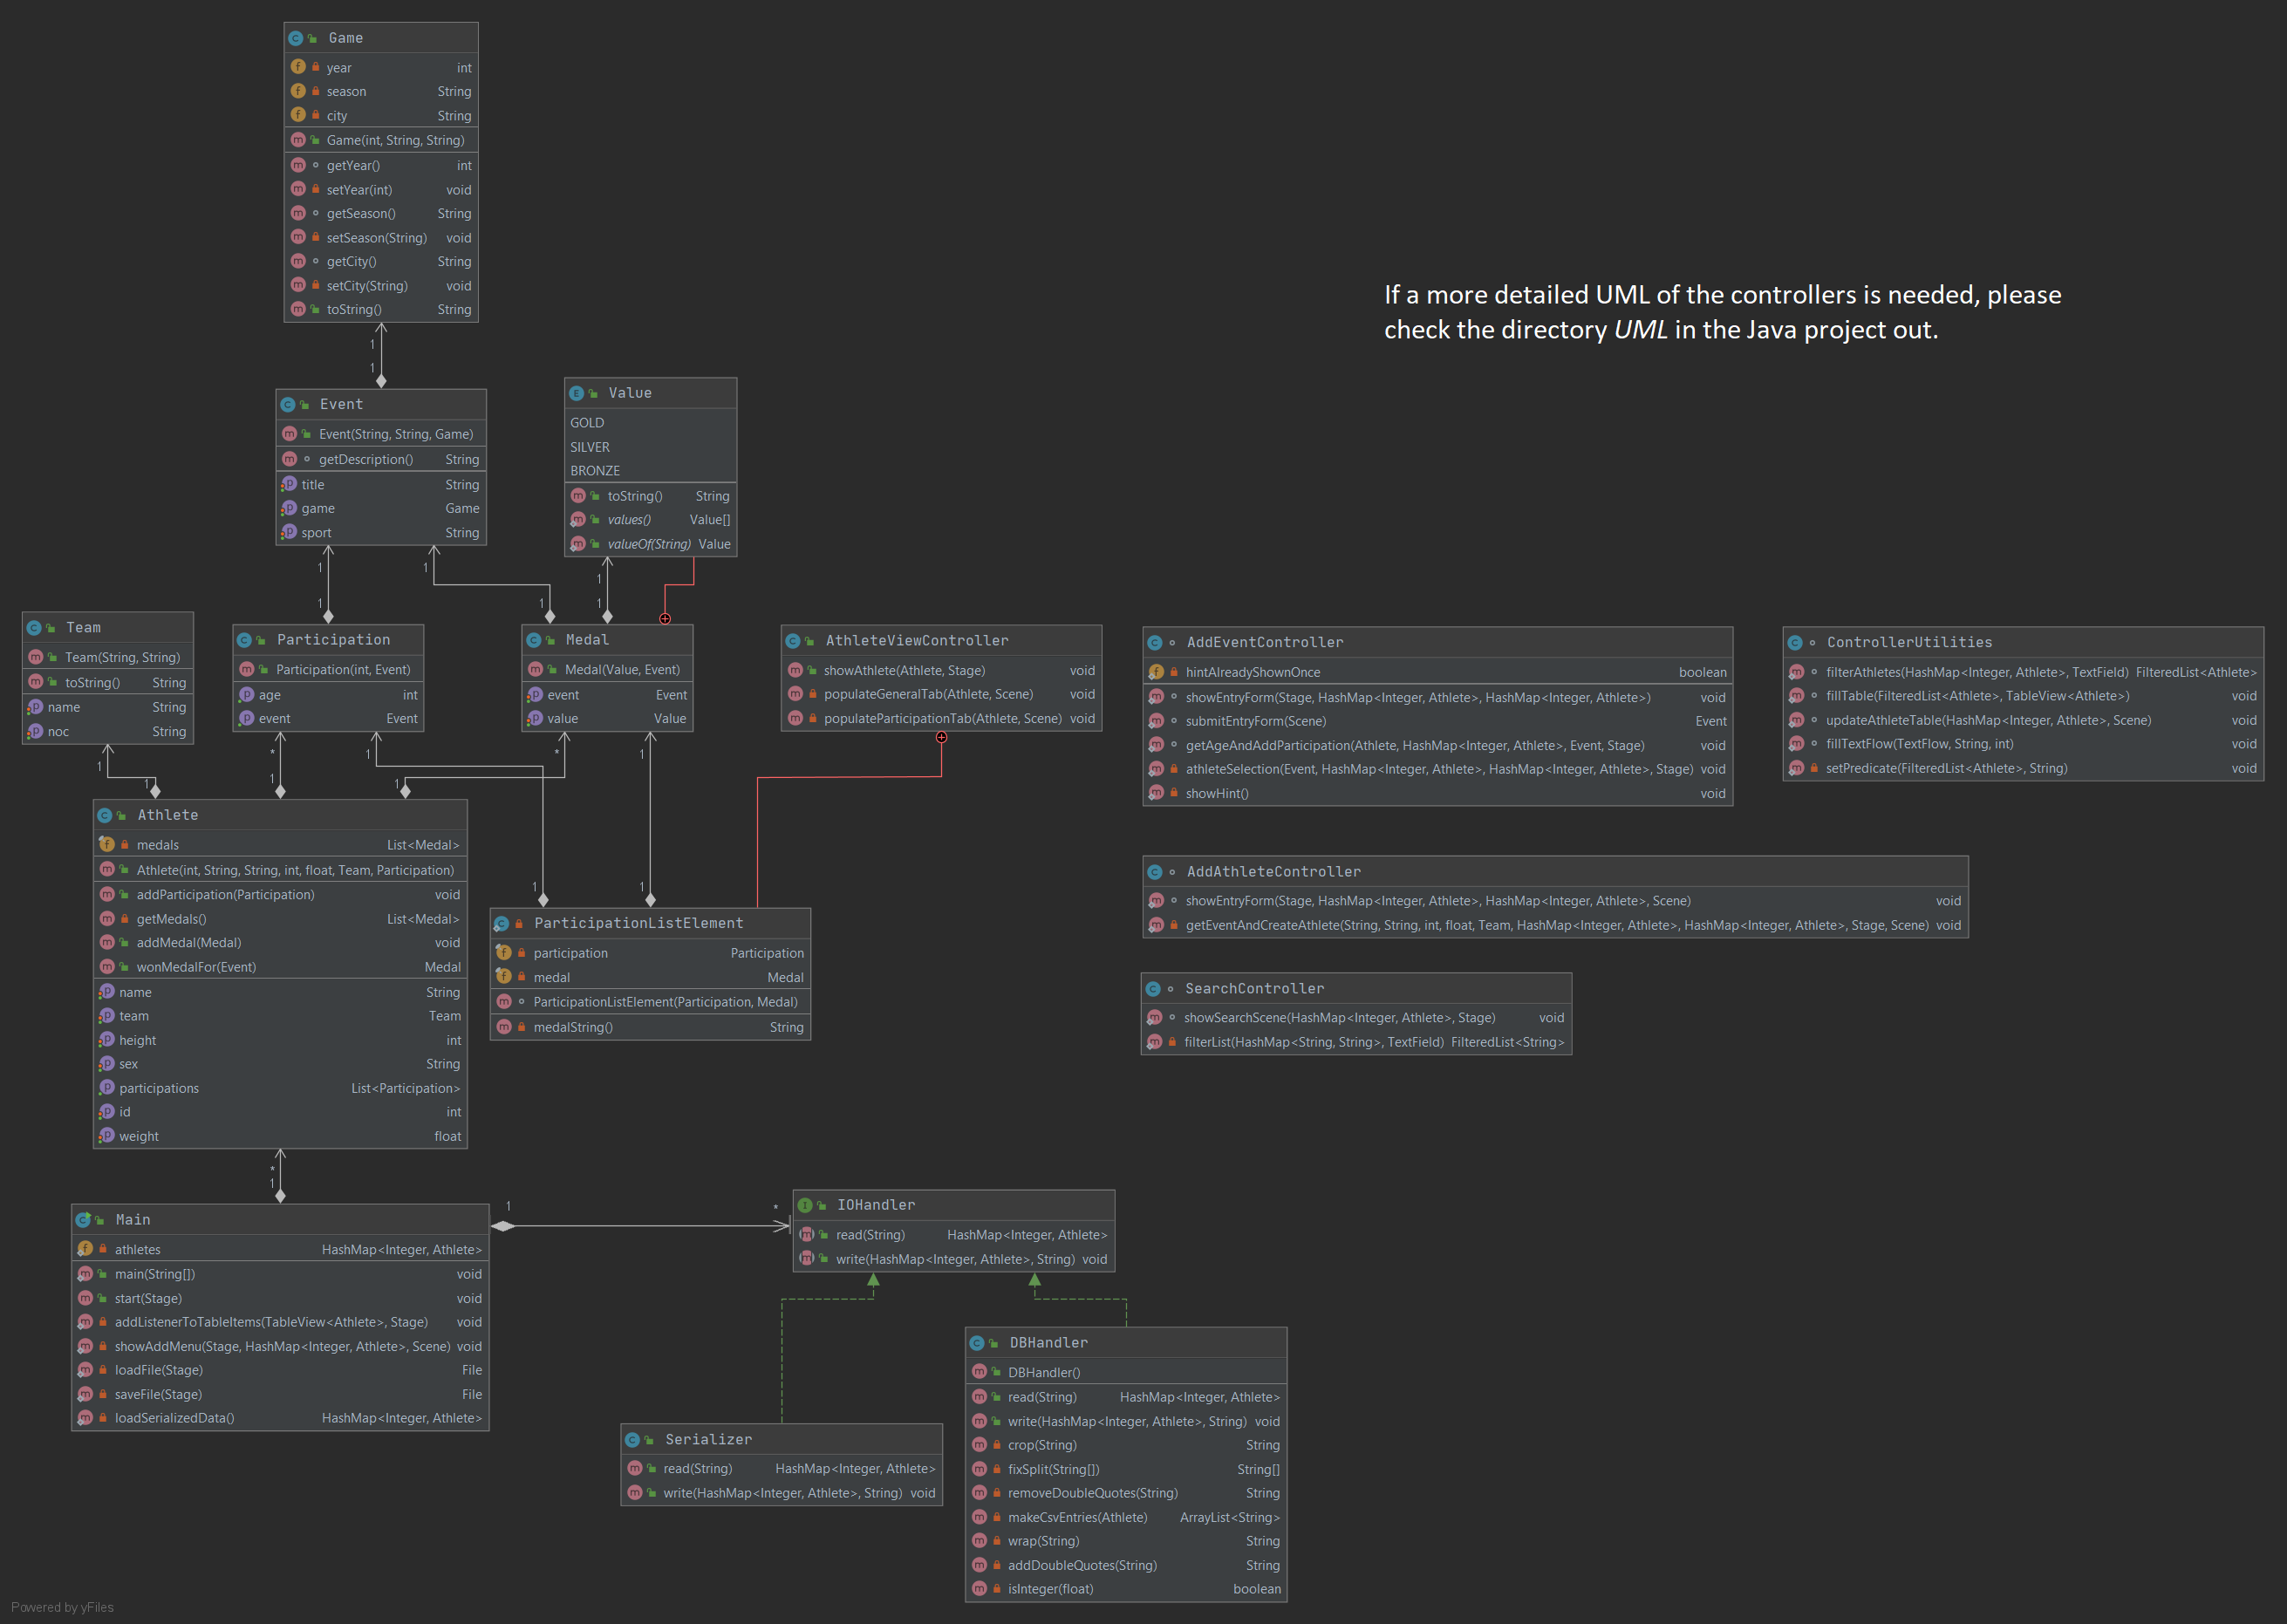 Game
year int
season String
city String
Game(int, String, String)
getYear() int
setYear(int) void
getSeason() String
setSeason(String) void
getCity() String
setCity(String) void
toString() String
If a more detailed UML of the controllers is needed, please
check the directory UML in the Java project out.
1
1
Event
Event(String, String, Game)
getDescription() String
title String
game Game
sport String
Value
GOLD
SILVER
BRONZE
toString() String
values() Value[]
valueOf(String) Value
1
1
1
1
1
1
Team
Team(String, String)
toString() String
name String
noc String
Participation
Participation(int, Event)
age int
event Event
Medal
Medal(Value, Event)
event Event
value Value
AthleteViewController
showAthlete(Athlete, Stage) void
populateGeneralTab(Athlete, Scene) void
populateParticipationTab(Athlete, Scene) void
AddEventController
hintAlreadyShownOnce boolean
showEntryForm(Stage, HashMap<Integer, Athlete>, HashMap<Integer, Athlete>) void
submitEntryForm(Scene) Event
getAgeAndAddParticipation(Athlete, HashMap<Integer, Athlete>, Event, Stage) void
athleteSelection(Event, HashMap<Integer, Athlete>, HashMap<Integer, Athlete>, Stage) void
showHint() void
ControllerUtilities
filterAthletes(HashMap<Integer, Athlete>, TextField) FilteredList<Athlete>
fillTable(FilteredList<Athlete>, TableView<Athlete>) void
updateAthleteTable(HashMap<Integer, Athlete>, Scene) void
fillTextFlow(TextFlow, String, int) void
setPredicate(FilteredList<Athlete>, String) void
1
1
*
1
1
*
1
1
1
1
Athlete
medals List<Medal>
Athlete(int, String, String, int, float, Team, Participation)
addParticipation(Participation) void
getMedals() List<Medal>
addMedal(Medal) void
wonMedalFor(Event) Medal
name String
team Team
height int
sex String
participations List<Participation>
id int
weight float
ParticipationListElement
participation Participation
medal Medal
ParticipationListElement(Participation, Medal)
medalString() String
AddAthleteController
showEntryForm(Stage, HashMap<Integer, Athlete>, HashMap<Integer, Athlete>, Scene) void
getEventAndCreateAthlete(String, String, int, float, Team, HashMap<Integer, Athlete>, HashMap<Integer, Athlete>, Stage, Scene) void
SearchController
showSearchScene(HashMap<Integer, Athlete>, Stage) void
filterList(HashMap<String, String>, TextField) FilteredList<String>
*
1
Main
athletes HashMap<Integer, Athlete>
main(String[]) void
start(Stage) void
addListenerToTableItems(TableView<Athlete>, Stage) void
showAddMenu(Stage, HashMap<Integer, Athlete>, Scene) void
loadFile(Stage) File
saveFile(Stage) File
loadSerializedData() HashMap<Integer, Athlete>
1
*
IOHandler
read(String) HashMap<Integer, Athlete>
write(HashMap<Integer, Athlete>, String) void
Serializer
read(String) HashMap<Integer, Athlete>
write(HashMap<Integer, Athlete>, String) void
DBHandler
DBHandler()
read(String) HashMap<Integer, Athlete>
write(HashMap<Integer, Athlete>, String) void
crop(String) String
fixSplit(String[]) String[]
removeDoubleQuotes(String) String
makeCsvEntries(Athlete) ArrayList<String>
wrap(String) String
addDoubleQuotes(String) String
isInteger(float) boolean
Powered by yFiles